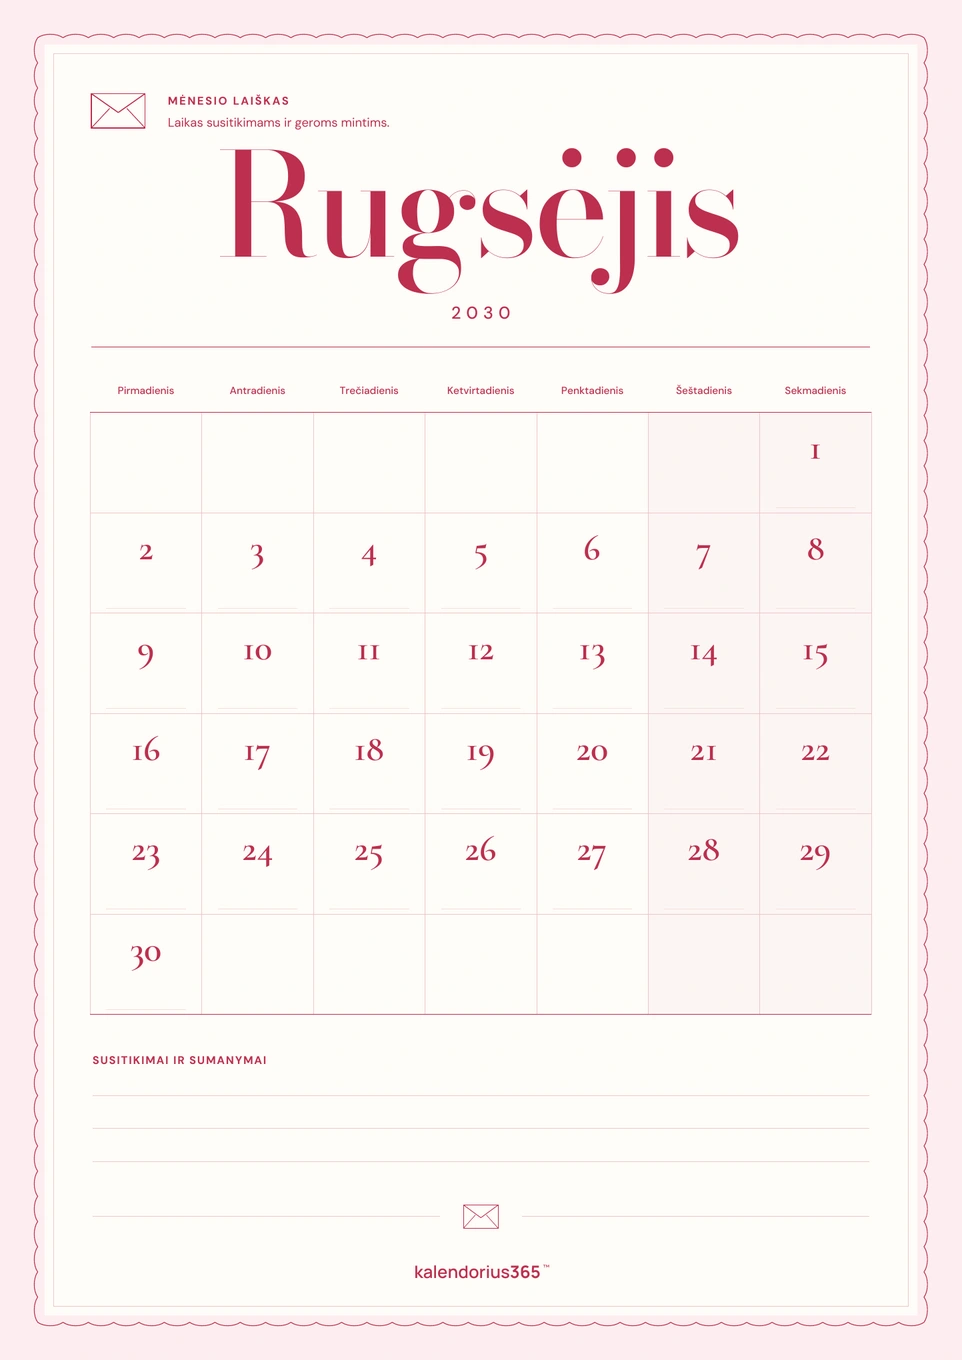 MĖNESIO LAIŠKAS
Laikas susitikimams ir geroms mintims.
Rugsėjis
2030
Pirmadienis Antradienis Trečiadienis Ketvirtadienis Penktadienis Šeštadienis Sekmadienis
1
2 3 4 5 6 7 8
9 10 11 12 13 14 15
16 17 18 19 20 21 22
23 24 25 26 27 28 29
30
SUSITIKIMAI IR SUMANYMAI
kalendorius365™